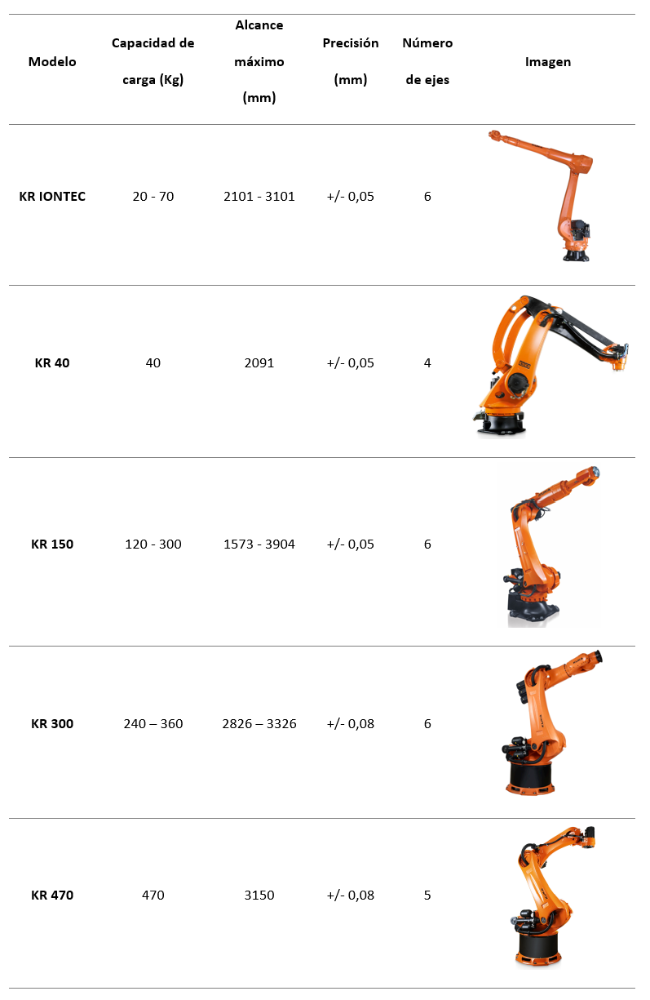 Modelo
Capacidad de
carga (Kg)
Alcance
máximo
(mm)
Precisión
(mm)
Número
de ejes
Imagen
KR IONTEC 20 - 70 2101 - 3101 +/- 0,05 6
KR 40 40 2091 +/- 0,05 4
KR 150 120 - 300 1573 - 3904 +/- 0,05 6
KR 300 240 – 360 2826 – 3326 +/- 0,08 6
KR 470 470 3150 +/- 0,08 5